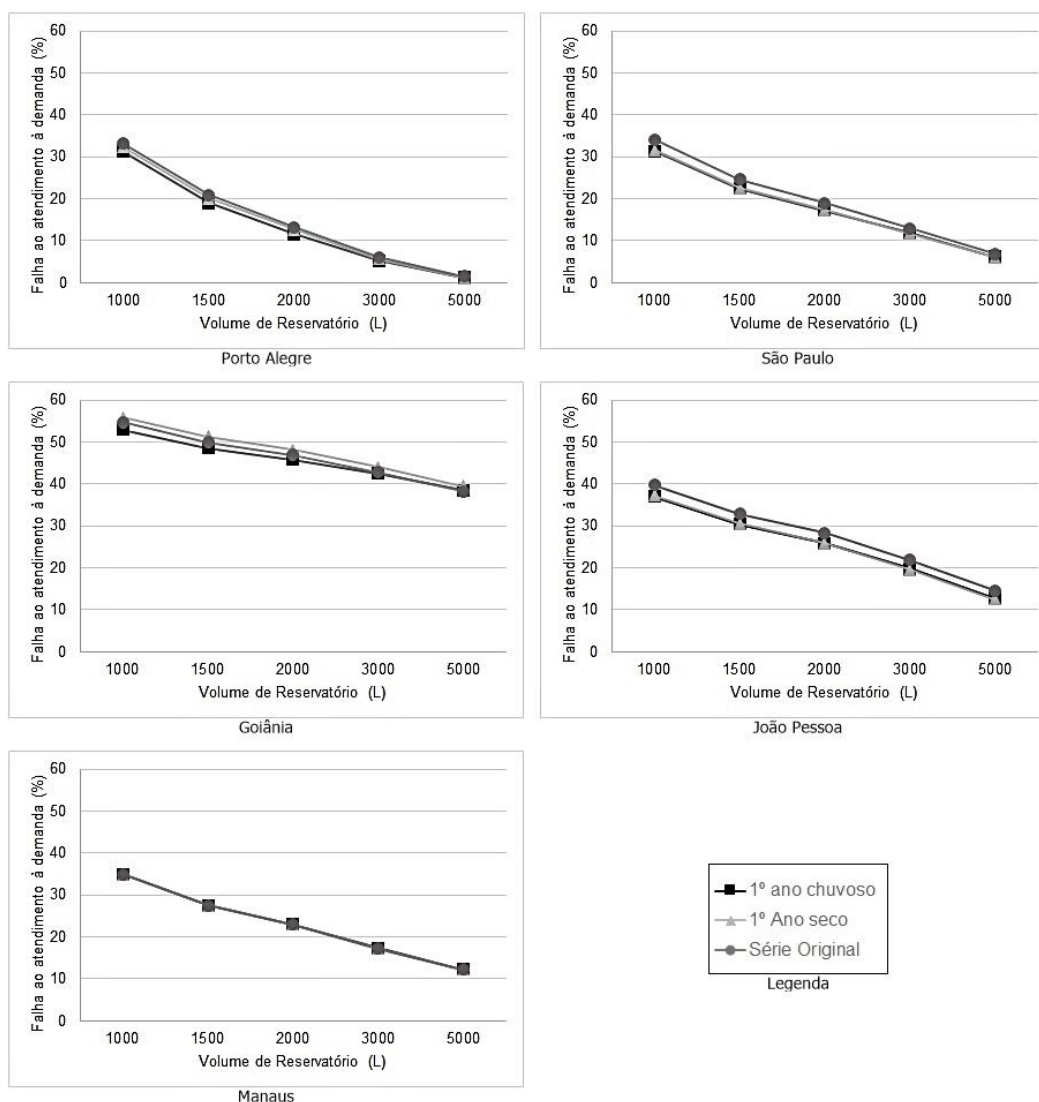 Falha ao atendimento à demanda (%)
60
50
40
30
20
10
0
1000 1500 2000 3000 5000
Volume de Reservatório (L)
Porto Alegre
Falha ao atendimento à demanda (%)
60
50
40
30
20
10
0
1000 1500 2000 3000 5000
Volume de Reservatório (L)
São Paulo
Falha ao atendimento à demanda (%)
60
50
40
30
20
10
0
1000 1500 2000 3000 5000
Volume de Reservatório (L)
Goiânia
Falha ao atendimento à demanda (%)
60
50
40
30
20
10
0
1000 1500 2000 3000 5000
Volume de Reservatório (L)
João Pessoa
Falha ao atendimento à demanda (%)
60
50
40
30
20
10
0
1000 1500 2000 3000 5000
Volume de Reservatório (L)
Manaus
1º ano chuvoso
1º Ano seco
Série Original
Legenda